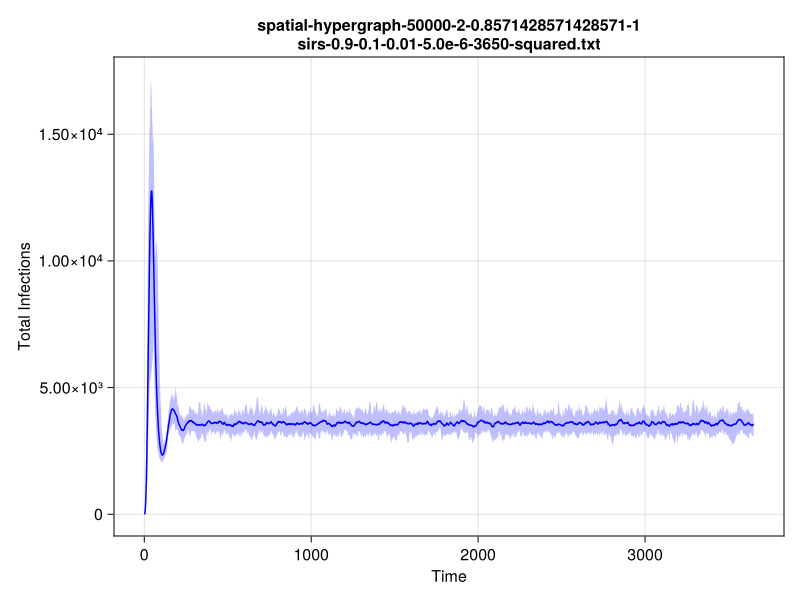 spatial-hypergraph-50000-2-0.8571428571428571-1
sirs-0.9-0.1-0.01-5.0e-6-3650-squared.txt
1.50×10⁴
1.00×10⁴
5.00×10³
0
Total Infections
0 1000 2000 3000
Time